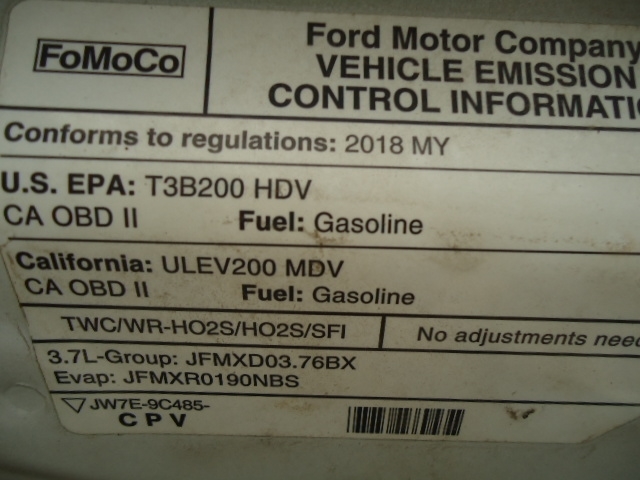 FoMoCo
Ford Motor Company
VEHICLE EMISSION
CONTROL INFORMATI
Conforms to regulations: 2018 MY
U.S. EPA: T3B200 HDV
CA OBD II Fuel: Gasoline
California: ULEV200 MDV
CA OBD II Fuel: Gasoline
TWC/WR-HO2S/HO2S/SFI No adjustments need
3.7L-Group: JFMXD03.76BX
Evap: JFMXR0190NBS
JW7E-9C485-
C P V